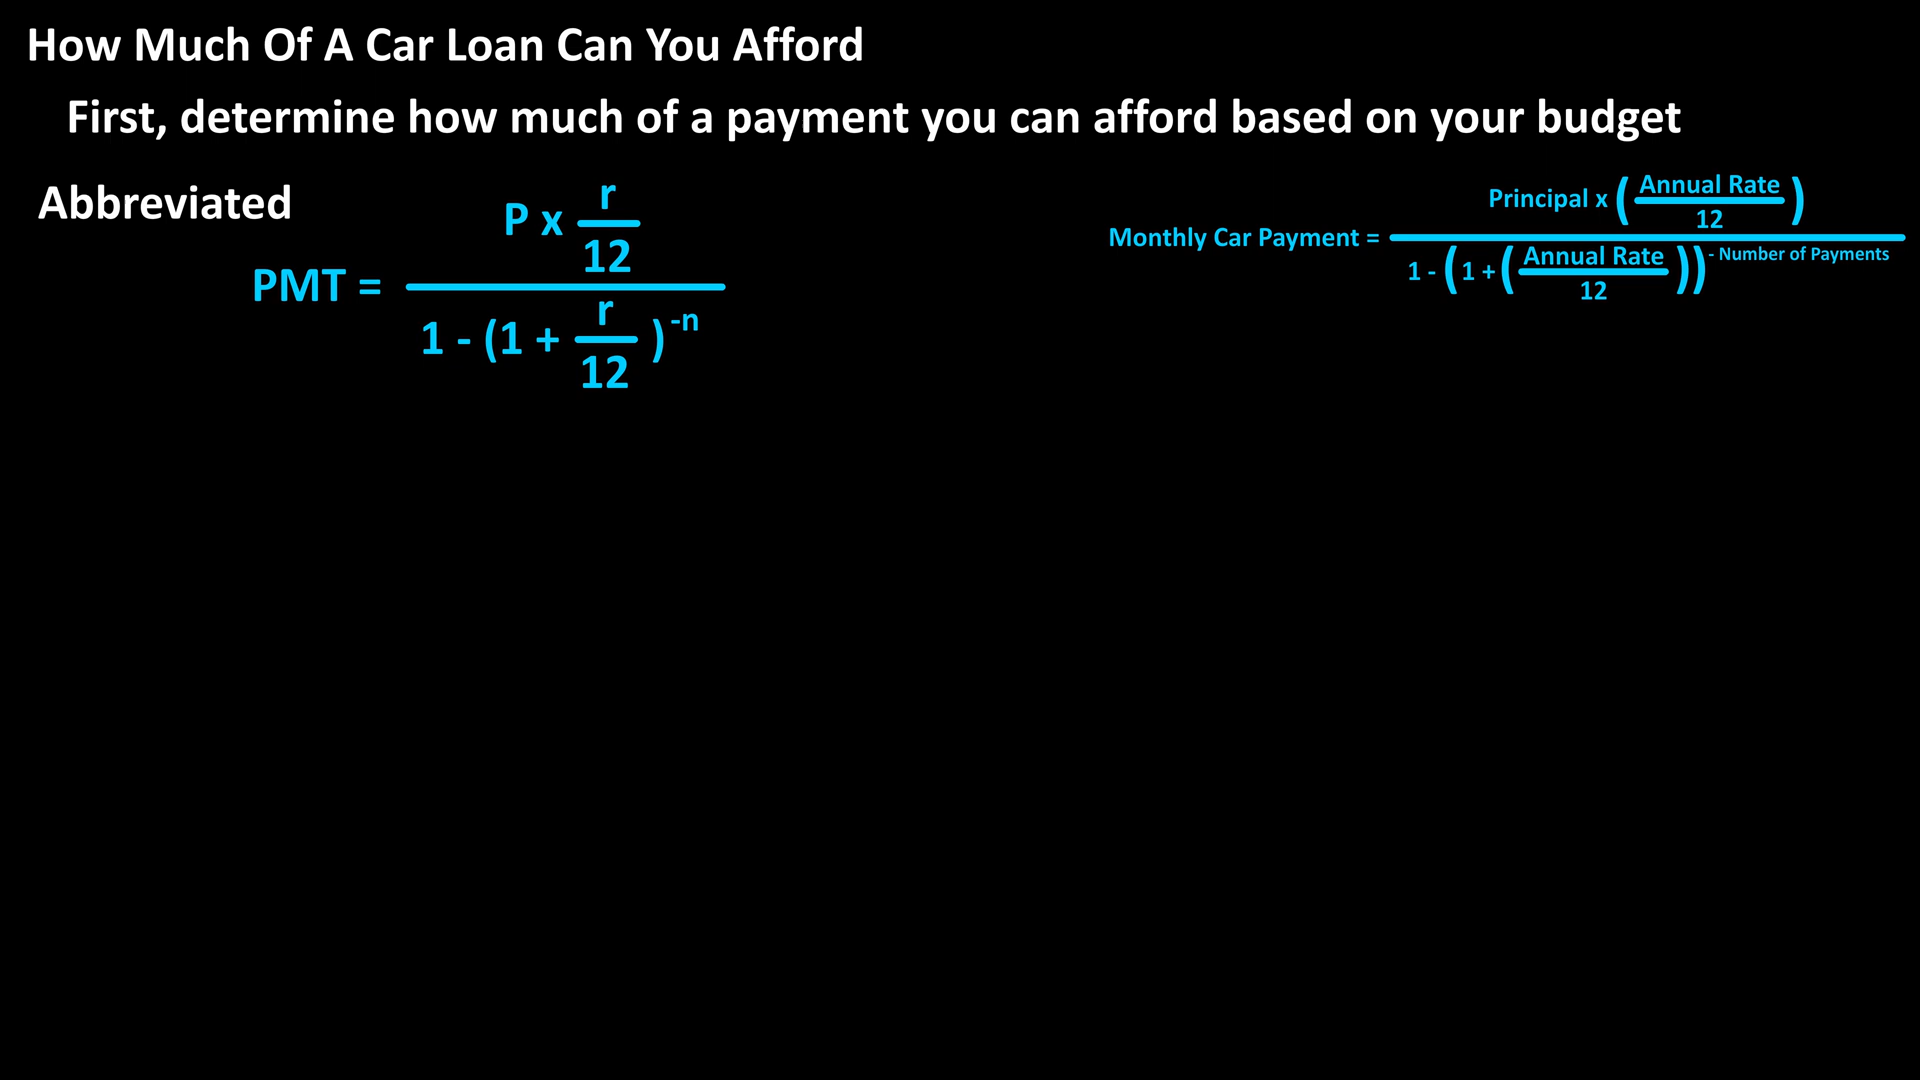 How Much Of A Car Loan Can You Afford
First, determine how much of a payment you can afford based on your budget
Abbreviated
PMT =
P x r
12
1 - (1 + r
12
) -n
Monthly Car Payment =
Principal x ( Annual Rate
12
)
1 - ( 1 + ( Annual Rate
12
) ) - Number of Payments